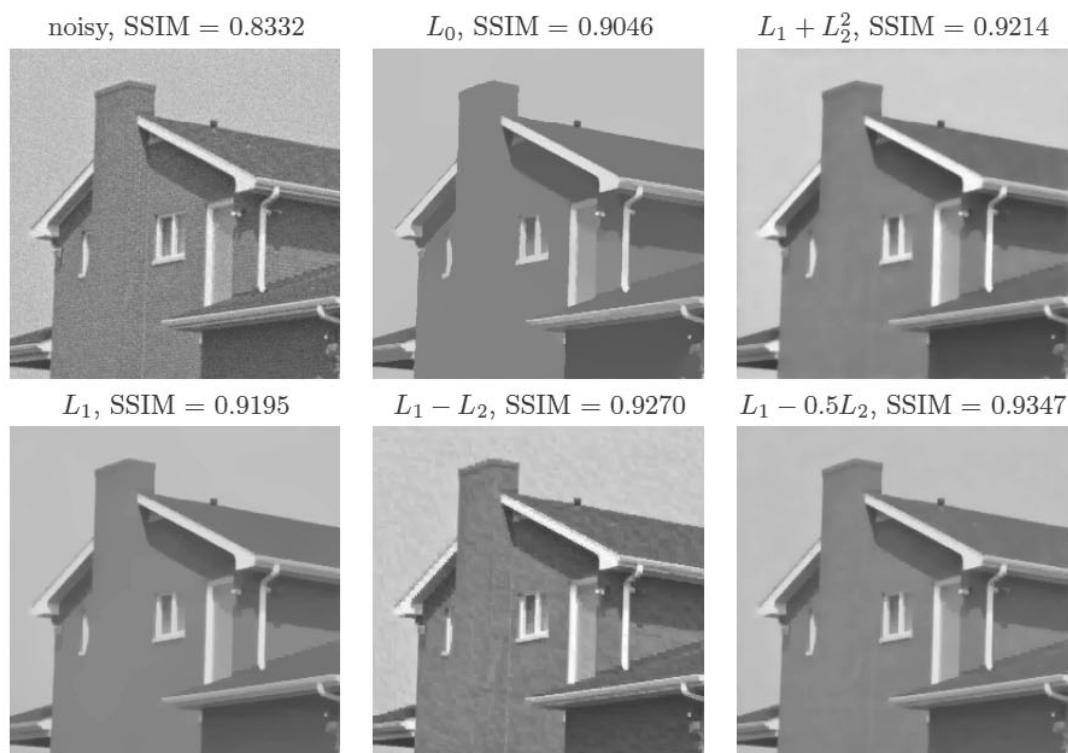 noisy, SSIM = 0.8332
L₀, SSIM = 0.9046
L₁ + L₂², SSIM = 0.9214
L₁, SSIM = 0.9195
L₁ − L₂, SSIM = 0.9270
L₁ − 0.5L₂, SSIM = 0.9347